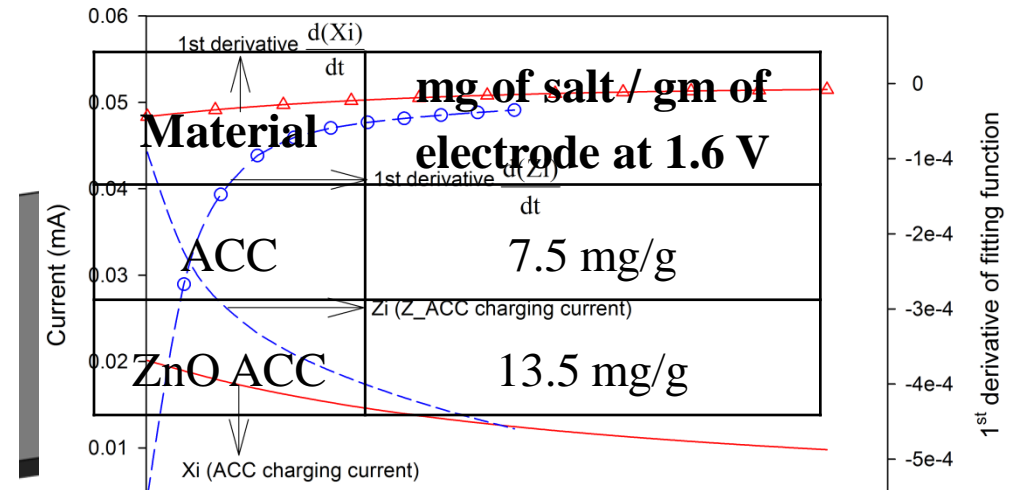 0.06
1st derivative d(Xi)
dt
mg of salt / gm of
electrode at 1.6 V
Material
0
0.05
-1e-4
1st derivative d(Zi)
dt
0.04
-2e-4
ACC
7.5 mg/g
0.03
-3e-4
Zi (Z_ACC charging current)
0.02
ZnO ACC
13.5 mg/g
-4e-4
0.01
-5e-4
Xi (ACC charging current)
Current (mA)
1st derivative of fitting function